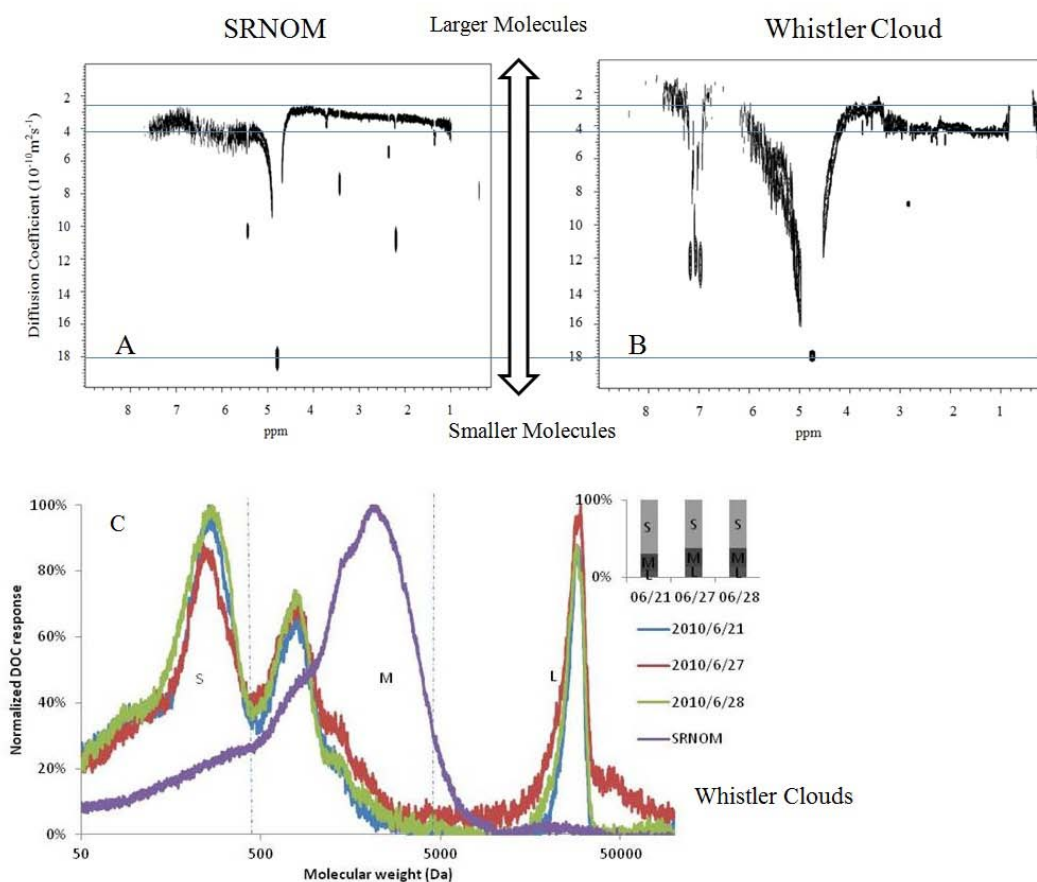 SRNOM
Larger Molecules
Whistler Cloud
Diffusion Coefficient (10⁻¹⁰m²s⁻¹)
2
4
6
8
10
12
14
16
18
A
8 7 6 5 4 3 2 1
ppm
2
4
6
8
10
12
14
16
18
B
8 7 6 5 4 3 2 1
ppm
Smaller Molecules
C
Normalized DOC response
100%
80%
60%
40%
20%
0%
S
M
L
50 500 5000 50000
Molecular weight (Da)
100%
0%
S S S
M M M
L L L
06/21 06/27 06/28
2010/6/21
2010/6/27
2010/6/28
SRNOM
Whistler Clouds